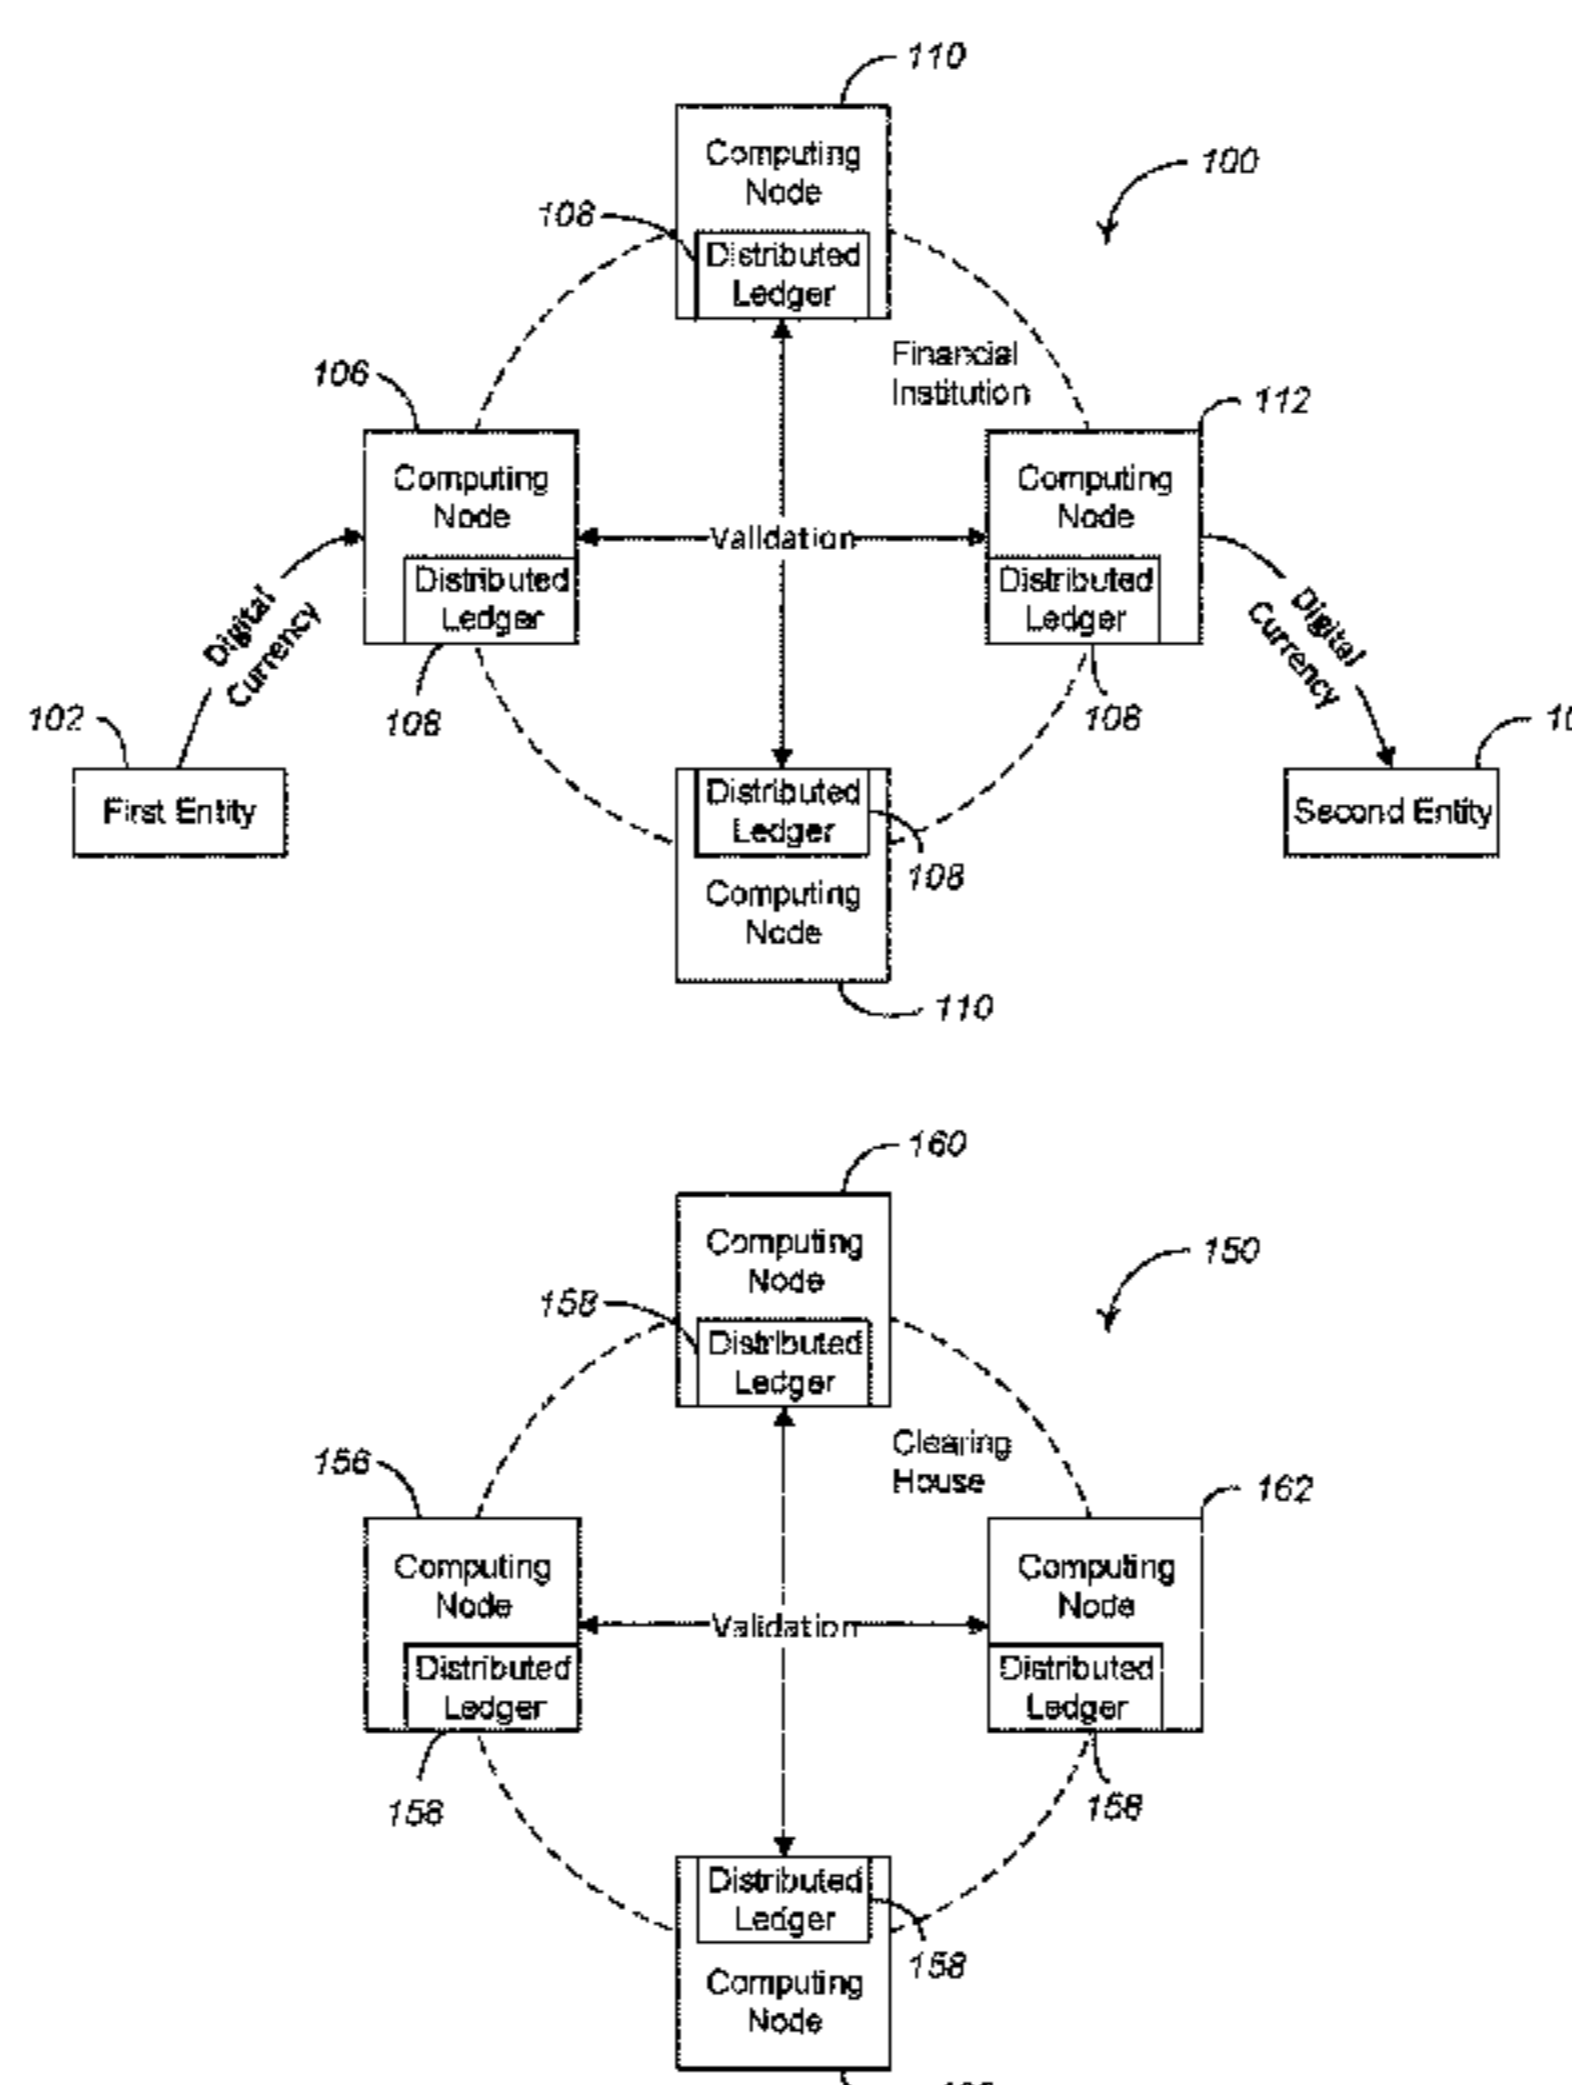 110
100
Computing
Node
108
Distributed
Ledger
Financial
Institution
106
112
Computing
Node
Validation
Computing
Node
Distributed
Ledger
Distributed
Ledger
Digital
Currency
Digital
Currency
102
108
108
First Entity
Distributed
Ledger
Second Entity
108
Computing
Node
110
160
150
Computing
Node
158
Distributed
Ledger
Clearing
House
156
162
Computing
Node
Validation
Computing
Node
Distributed
Ledger
Distributed
Ledger
158
158
Distributed
Ledger
158
Computing
Node